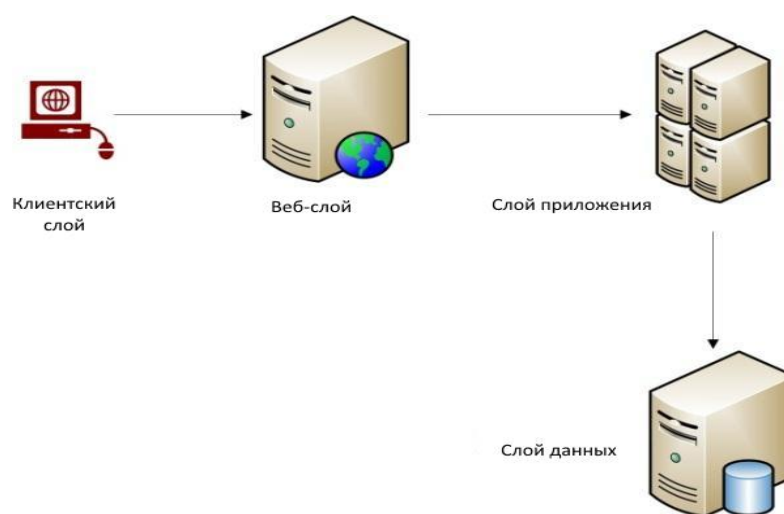 Клиентский
слой
Веб-слой
Слой приложения
Слой данных